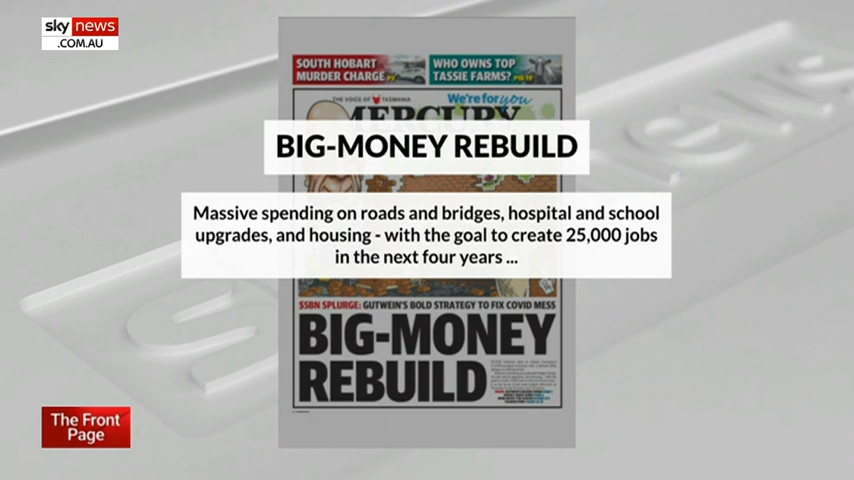 sky news
.COM.AU
SOUTH HOBART
MURDER CHARGE
WHO OWNS TOP
TASSIE FARMS?
THE VOICE OF TASMANIA
We're for you
MERCURY
BIG-MONEY REBUILD
Massive spending on roads and bridges, hospital and school
upgrades, and housing - with the goal to create 25,000 jobs
in the next four years ...
$5BN SPLURGE: GUTWEIN'S BOLD STRATEGY TO FIX COVID MESS
BIG-MONEY
REBUILD
The Front
Page